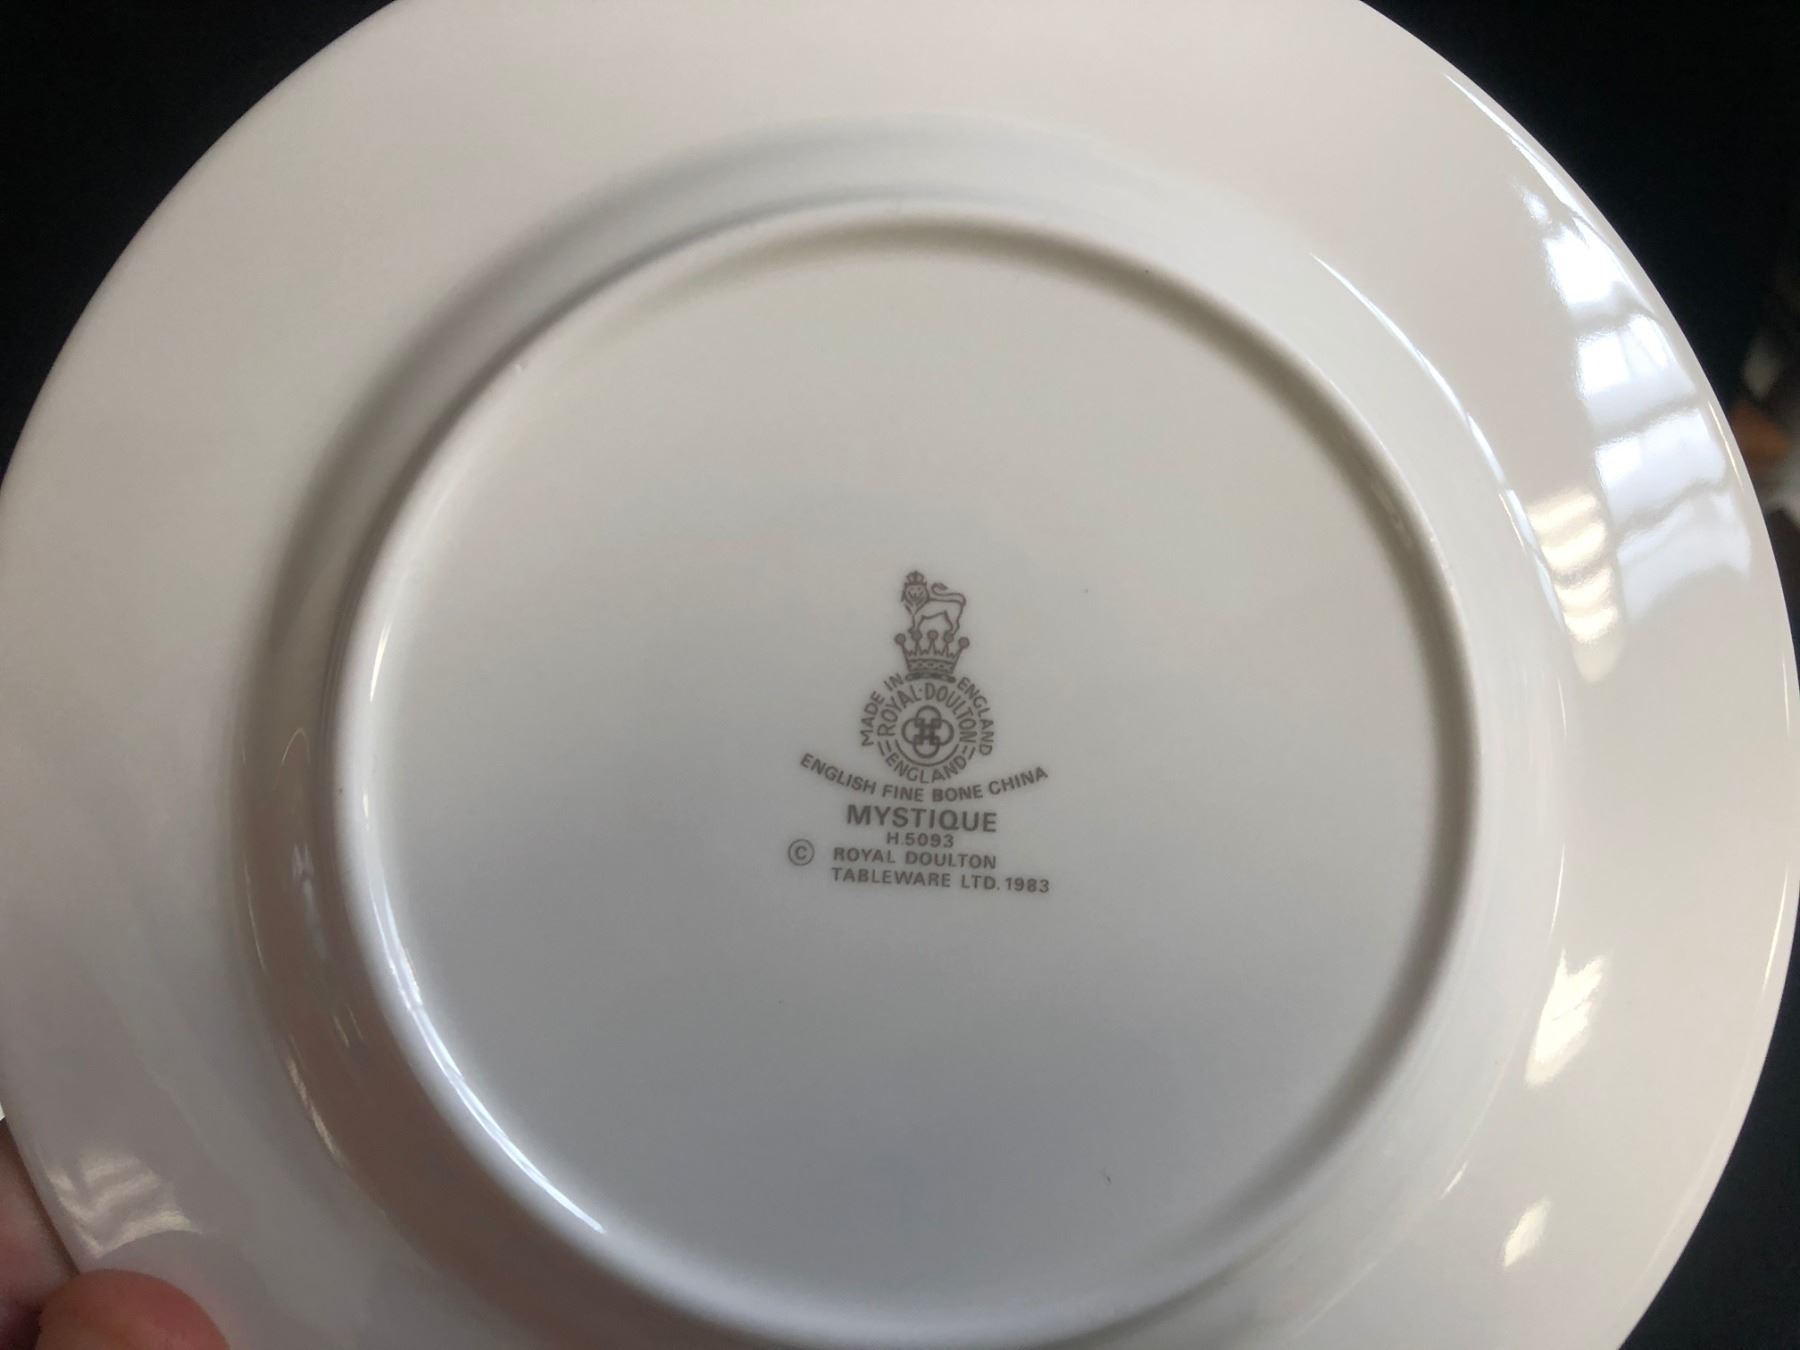 MADE IN ENGLAND
ROYAL·DOULTON
ENGLAND
ENGLISH FINE BONE CHINA
MYSTIQUE
H.5093
© ROYAL DOULTON
TABLEWARE LTD. 1983